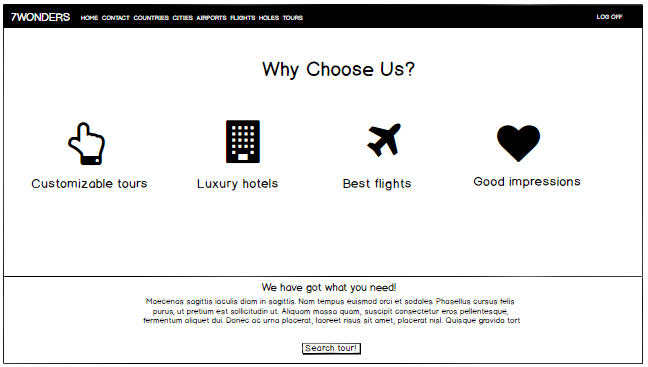 7WONDERS HOME CONTACT COUNTRIES CITIES AIRPORTS FLIGHTS HOLES TOURS LOG OFF
Why Choose Us?
Customizable tours Luxury hotels Best flights Good impressions
We have got what you need!
Maecenas sagittis iaculis diam in sagittis. Nam tempus euismod orci et sodales. Phasellus cursus felis
purus, ut pretium est sollicitudin ut. Aliquam massa quam, suscipit consectetur eros pellentesque,
fermentum aliquet dui. Donec ac urna placerat, laoreet risus sit amet, placerat nisl. Quisque gravida tort
Search tour!